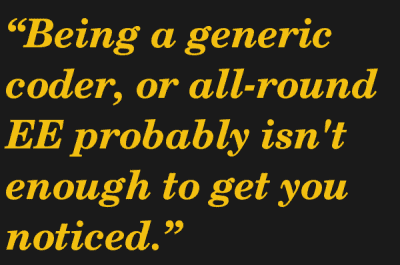 “Being a generic
coder, or all-round
EE probably isn't
enough to get you
noticed.”